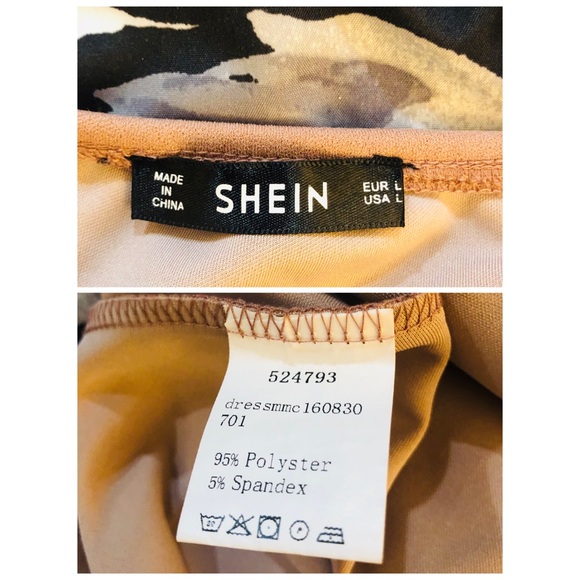 MADE
IN
CHINA
SHEIN
EUR L
USA L
524793
dressmmc160830
701
95% Polyster
5% Spandex